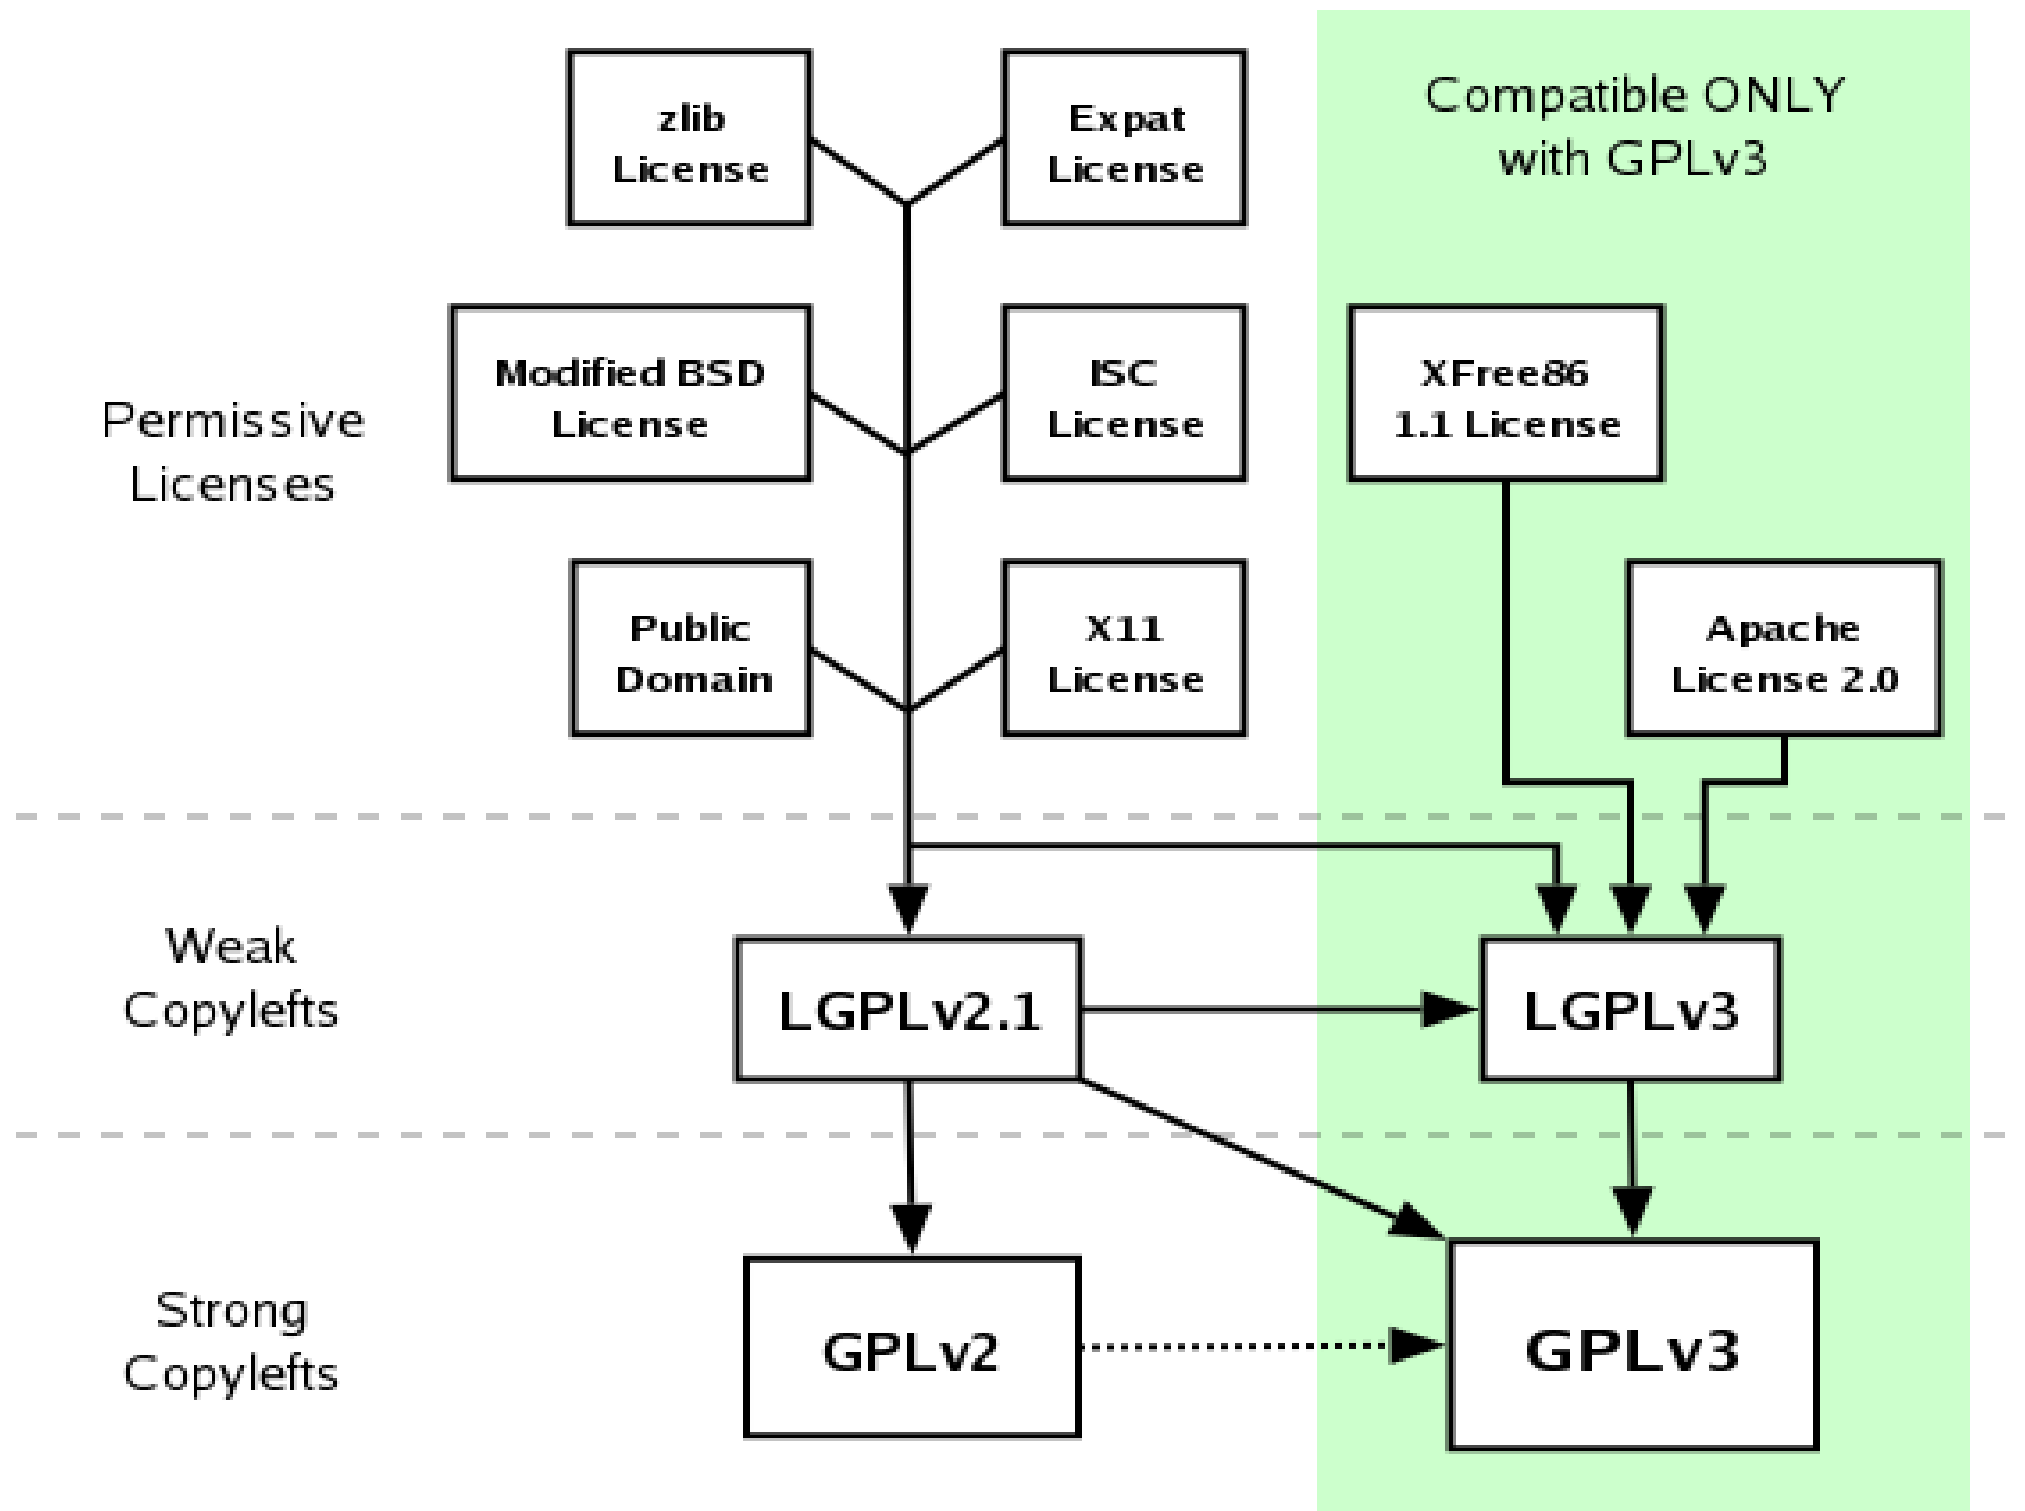 zlib
License
Expat
License
Compatible ONLY
with GPLv3
Permissive
Licenses
Modified BSD
License
ISC
License
XFree86
1.1 License
Public
Domain
X11
License
Apache
License 2.0
Weak
Copylefts
LGPLv2.1
LGPLv3
Strong
Copylefts
GPLv2
GPLv3